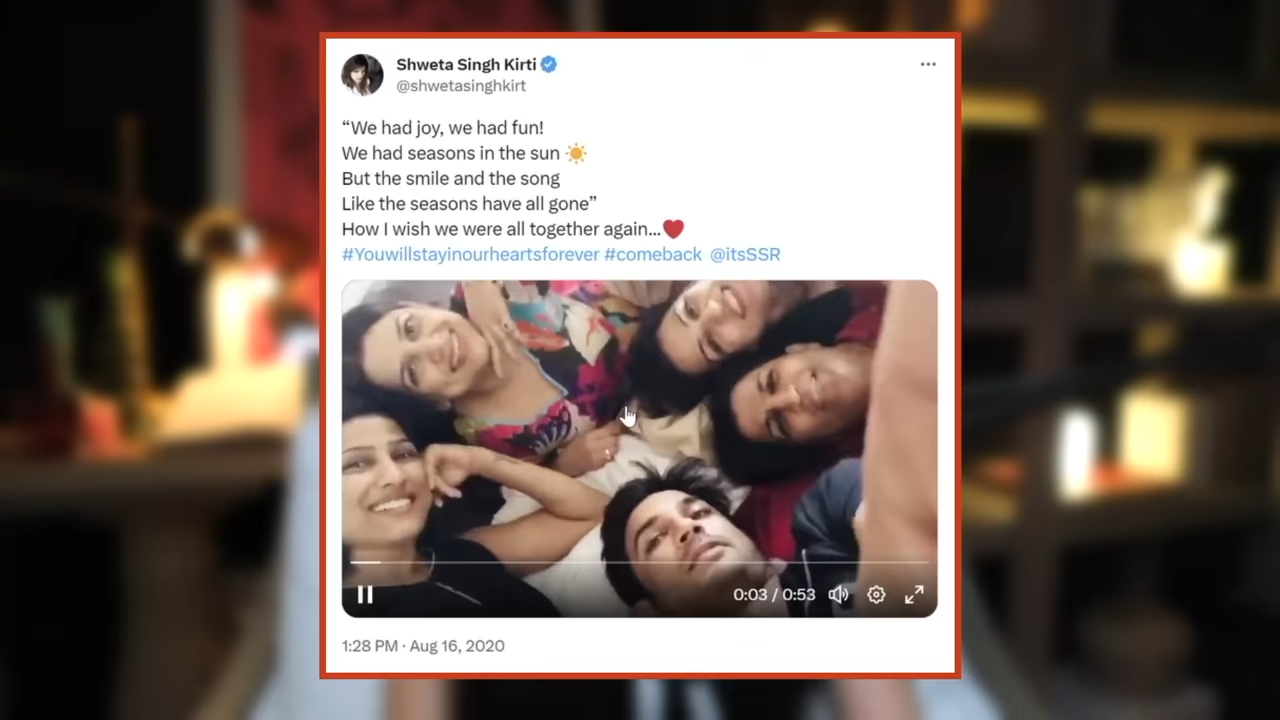 Shweta Singh Kirti
@shwetasinghkirt
“We had joy, we had fun!
We had seasons in the sun ☀️
But the smile and the song
Like the seasons have all gone”
How I wish we were all together again...❤️
#Youwillstayinourheartsforever #comeback @itsSSR
0:03 / 0:53
1:28 PM · Aug 16, 2020